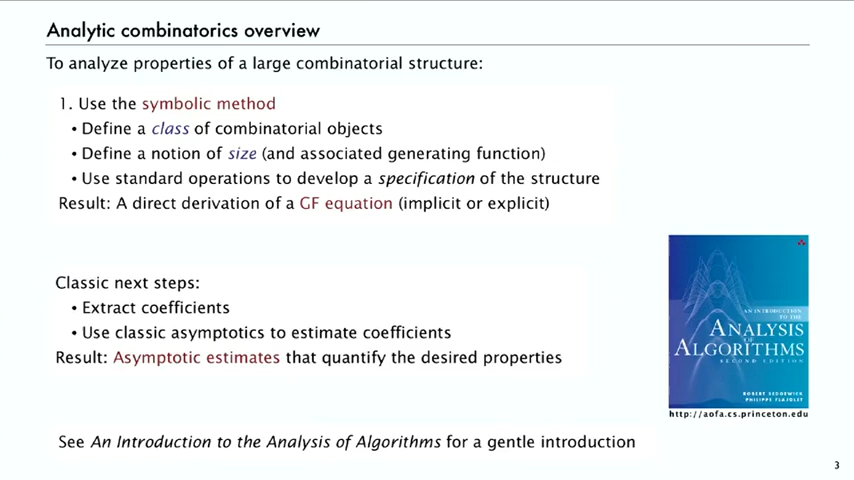 Analytic combinatorics overview
To analyze properties of a large combinatorial structure:
1. Use the symbolic method
• Define a class of combinatorial objects
• Define a notion of size (and associated generating function)
• Use standard operations to develop a specification of the structure
Result: A direct derivation of a GF equation (implicit or explicit)
Classic next steps:
• Extract coefficients
• Use classic asymptotics to estimate coefficients
Result: Asymptotic estimates that quantify the desired properties
AN INTRODUCTION
TO THE
ANALYSIS
OF
ALGORITHMS
SECOND EDITION
ROBERT SEDGEWICK
PHILIPPE FLAJOLET
http://aofa.cs.princeton.edu
See An Introduction to the Analysis of Algorithms for a gentle introduction
3